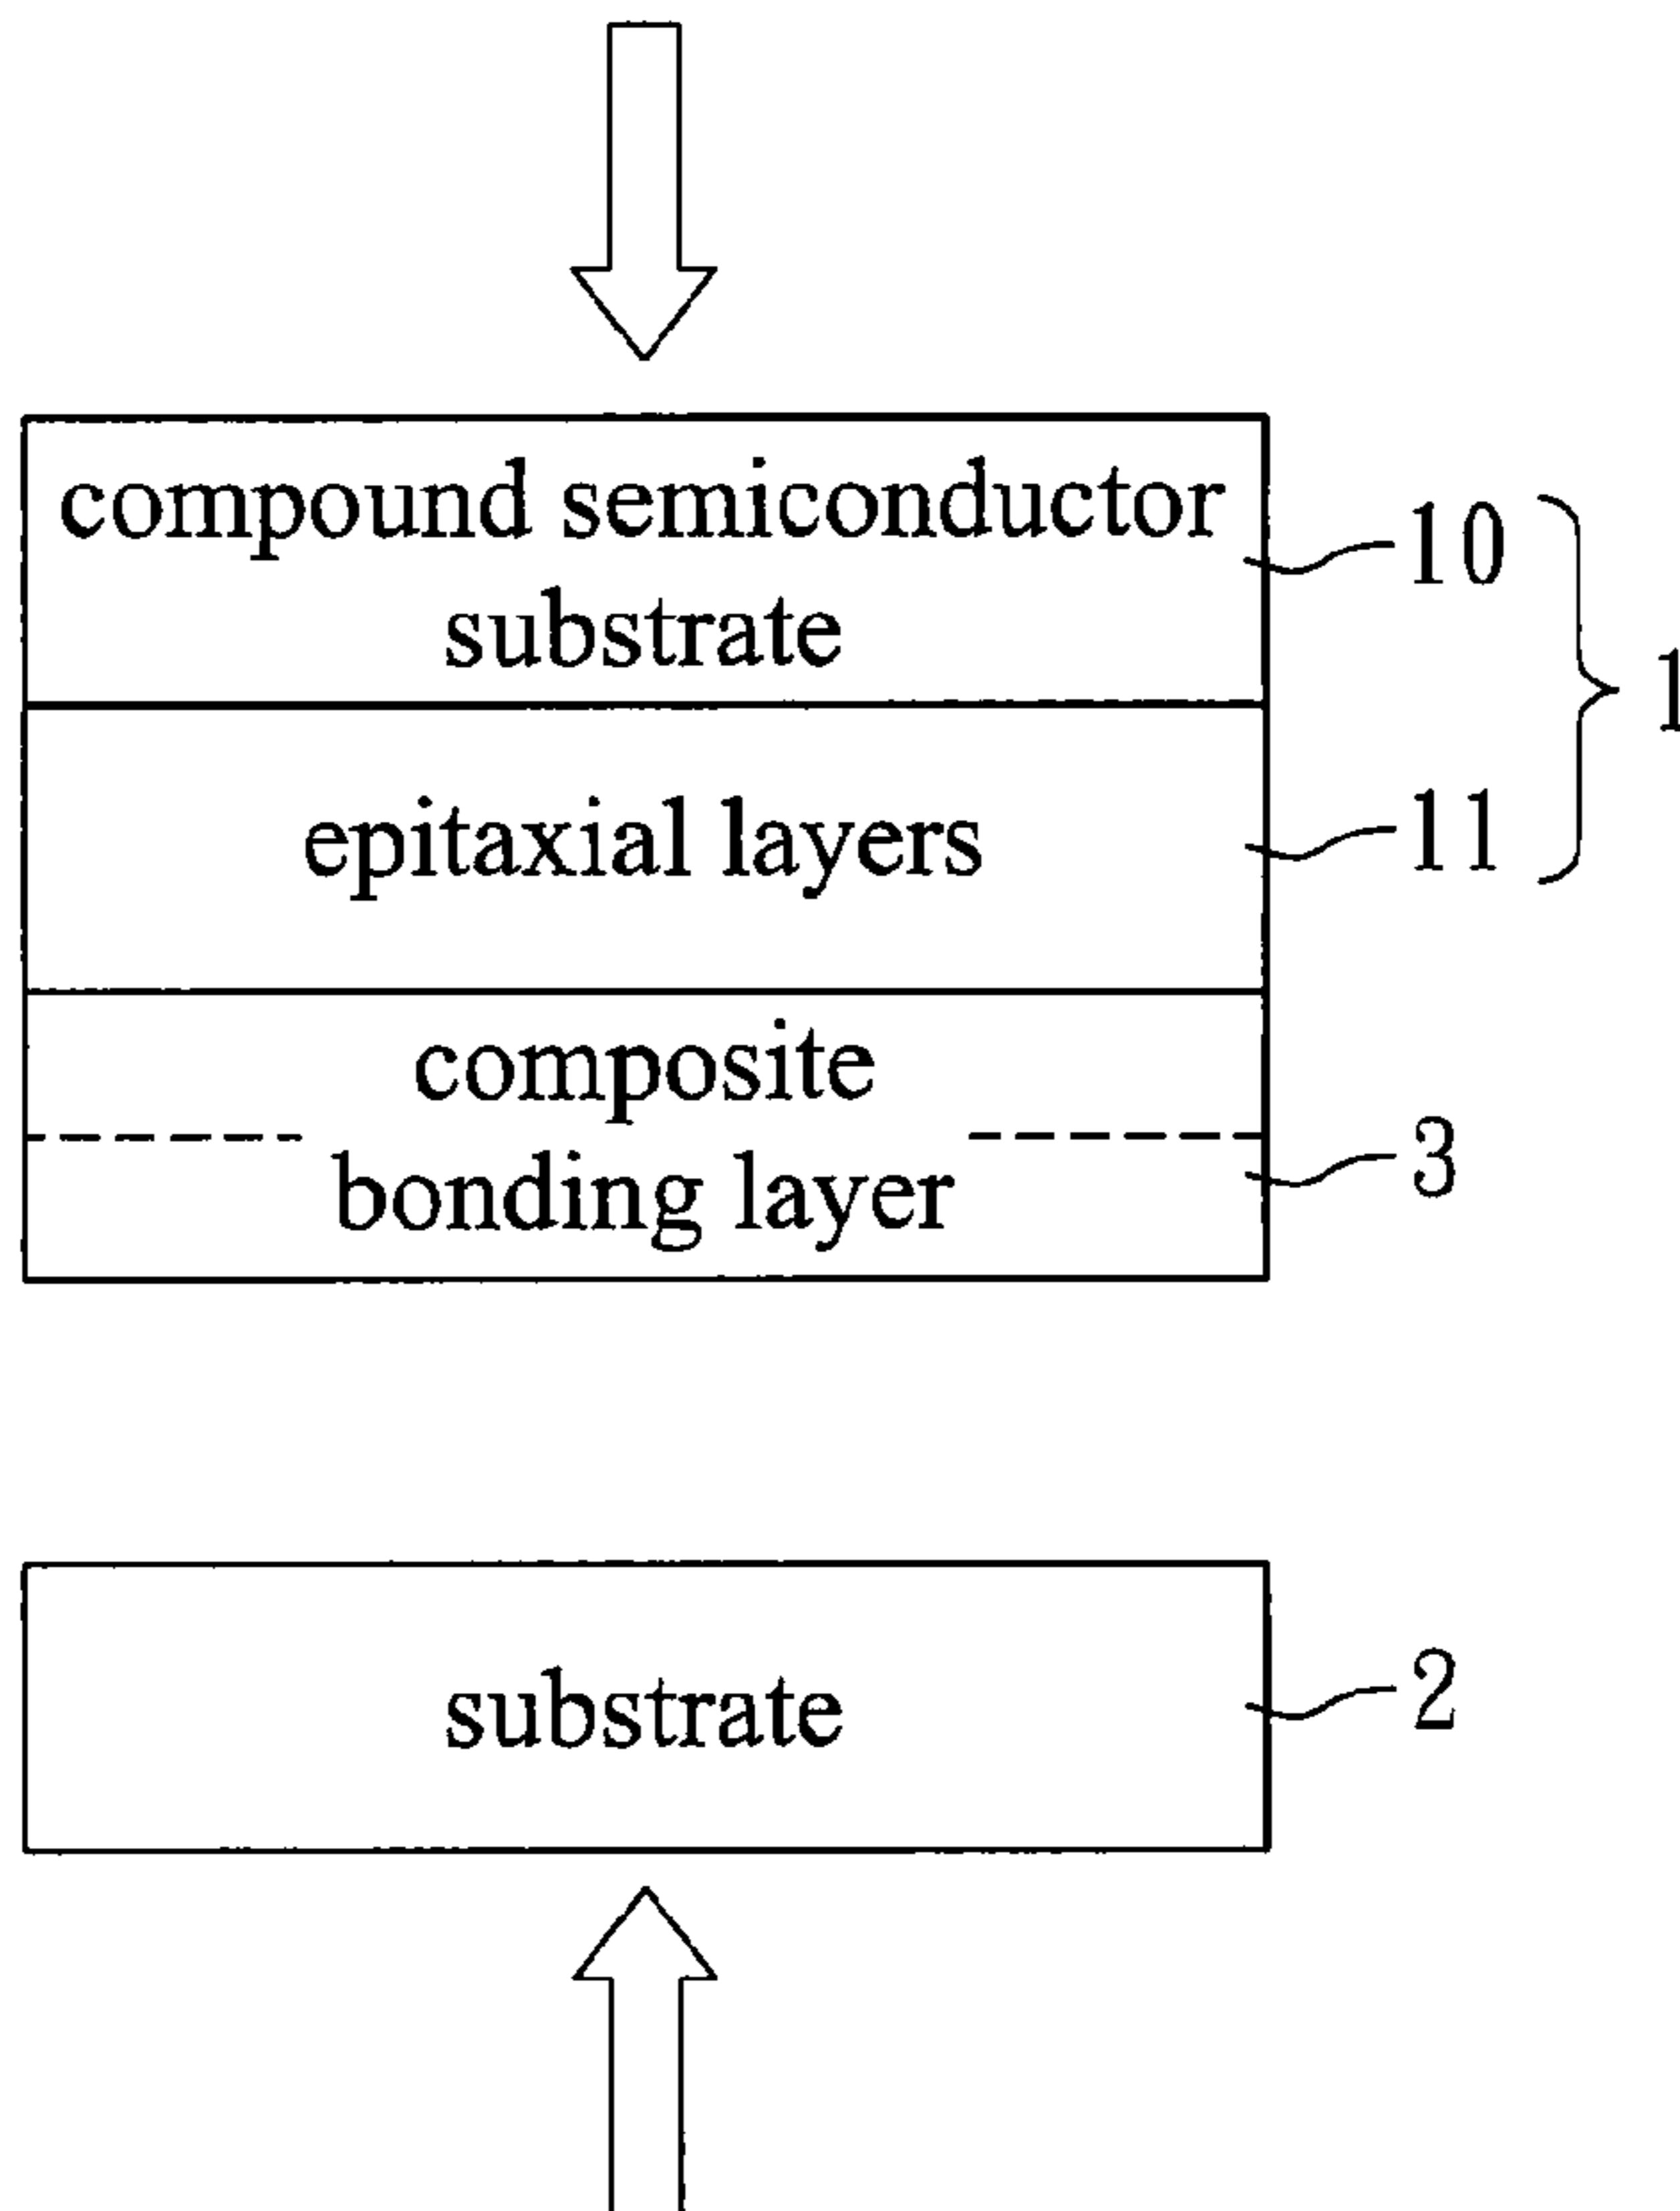 compound semiconductor
substrate
10
1
epitaxial layers
11
composite
bonding layer
3
substrate
2